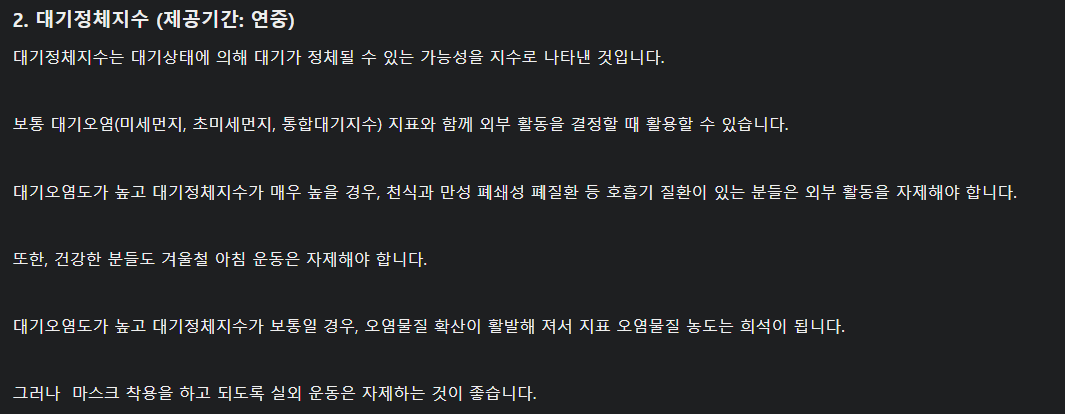 2. 대기정체지수 (제공기간: 연중)
대기정체지수는 대기상태에 의해 대기가 정체될 수 있는 가능성을 지수로 나타낸 것입니다.
보통 대기오염(미세먼지, 초미세먼지, 통합대기지수) 지표와 함께 외부 활동을 결정할 때 활용할 수 있습니다.
대기오염도가 높고 대기정체지수가 매우 높을 경우, 천식과 만성 폐쇄성 폐질환 등 호흡기 질환이 있는 분들은 외부 활동을 자제해야 합니다.
또한, 건강한 분들도 겨울철 아침 운동은 자제해야 합니다.
대기오염도가 높고 대기정체지수가 보통일 경우, 오염물질 확산이 활발해 져서 지표 오염물질 농도는 희석이 됩니다.
그러나  마스크 착용을 하고 되도록 실외 운동은 자제하는 것이 좋습니다.